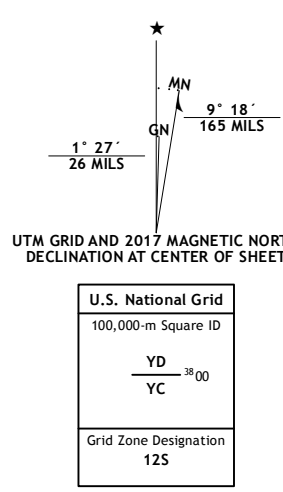 ★
MN
GN
9° 18´
165 MILS
1° 27´
26 MILS
UTM GRID AND 2017 MAGNETIC NORT
DECLINATION AT CENTER OF SHEET
U.S. National Grid
100,000-m Square ID
YD
3800
YC
Grid Zone Designation
12S